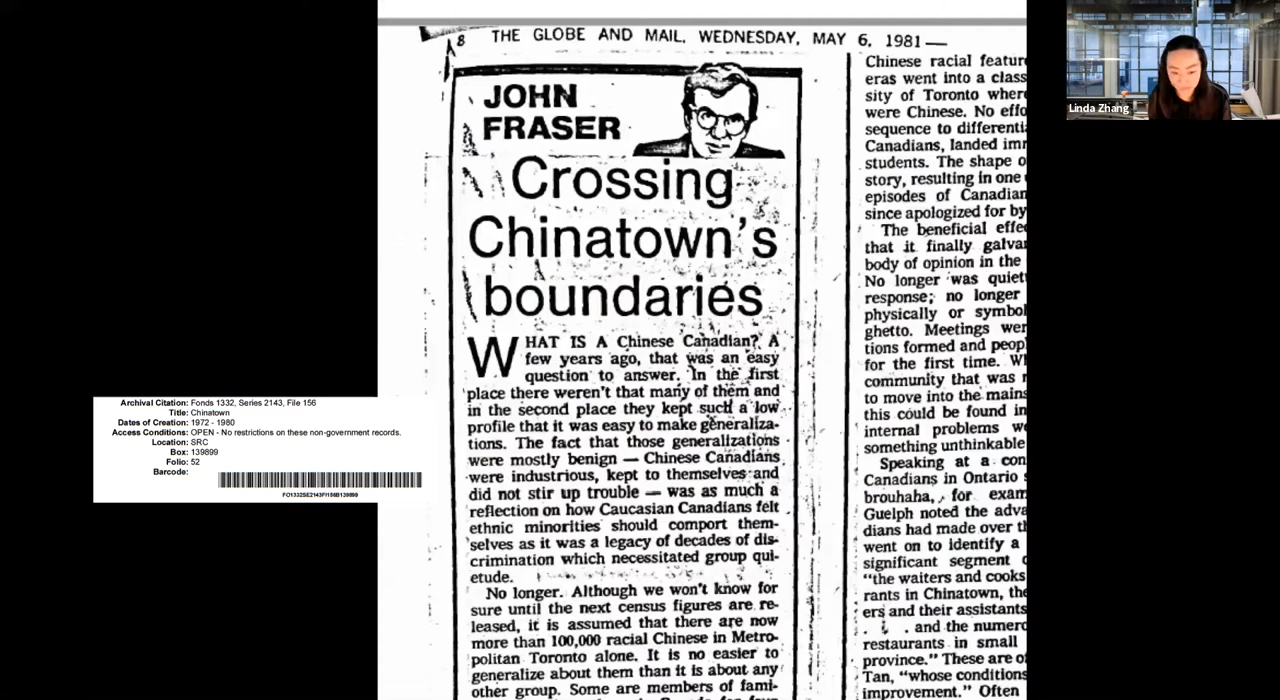 8 THE GLOBE AND MAIL, WEDNESDAY, MAY 6, 1981 —
JOHN
FRASER
Crossing
Chinatown's
boundaries
WHAT IS A Chinese Canadian? A
few years ago, that was an easy
question to answer. In the first
place there weren't that many of them and
in the second place they kept such a low
profile that it was easy to make generaliza-
tions. The fact that those generalizations
were mostly benign — Chinese Canadians
were industrious, kept to themselves and
did not stir up trouble — was as much a
reflection on how Caucasian Canadians felt
ethnic minorities should comport them-
selves as it was a legacy of decades of dis-
crimination which necessitated group qui-
etude.
No longer. Although we won't know for
sure until the next census figures are re-
leased, it is assumed that there are now
more than 100,000 racial Chinese in Metro-
politan Toronto alone. It is no easier to
generalize about them than it is about any
other group. Some are members of fami-
Chinese racial featur
eras went into a class
sity of Toronto wher
were Chinese. No effo
sequence to differenti
Canadians, landed im
students. The shape o
story, resulting in one
episodes of Canadian
since apologized for by
The beneficial effe
that it finally galva
body of opinion in the
No longer was quiet
response; no longer
physically or symbol
ghetto. Meetings wer
tions formed and peop
for the first time. Wh
community that was
to move into the mains
this could be found in
internal problems we
something unthinkable
Speaking at a con
Canadians in Ontario
brouhaha, for exam
Guelph noted the adva
dians had made over th
went on to identify a
significant segment
"the waiters and cooks
rants in Chinatown, the
ers and their assistants
. . . and the numero
restaurants in small
province." These are of
Tan, "whose conditions
improvement." Often
Archival Citation: Fonds 1332, Series 2143, File 156
Title: Chinatown
Dates of Creation: 1972 - 1980
Access Conditions: OPEN - No restrictions on these non-government records.
Location: SRC
Box: 139899
Folio: 52
Barcode:
FO1332SE2143FI156B139899
Linda Zhang